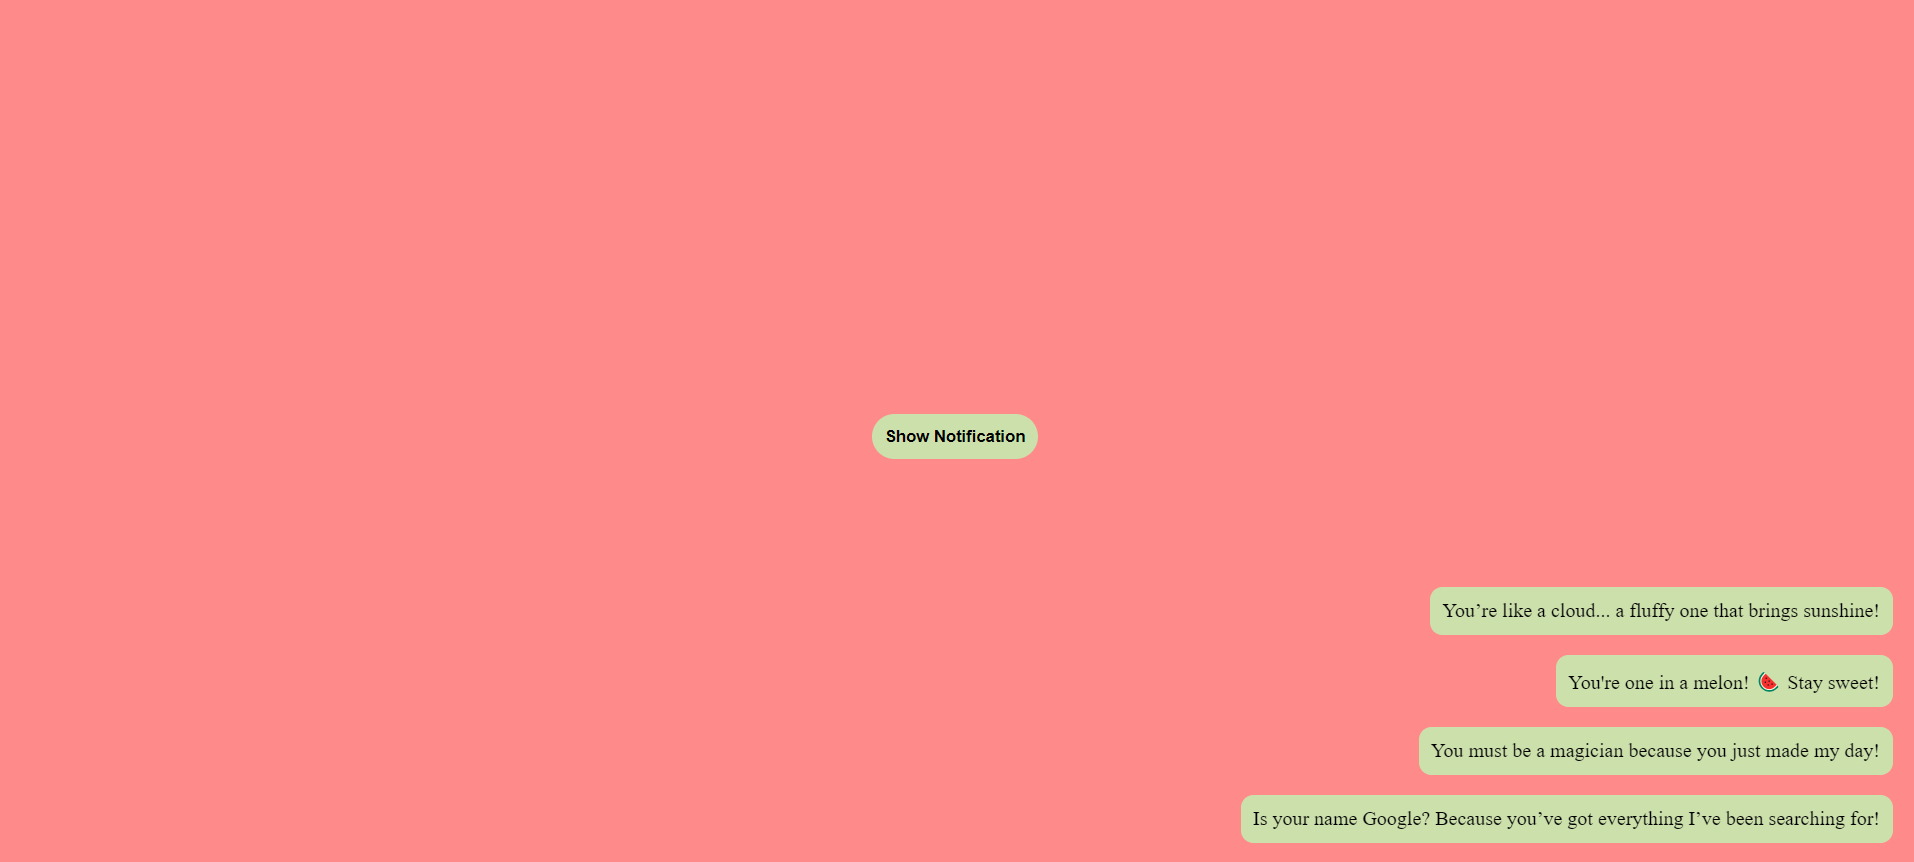 Show Notification
You’re like a cloud... a fluffy one that brings sunshine!
You're one in a melon! 🍉 Stay sweet!
You must be a magician because you just made my day!
Is your name Google? Because you’ve got everything I’ve been searching for!